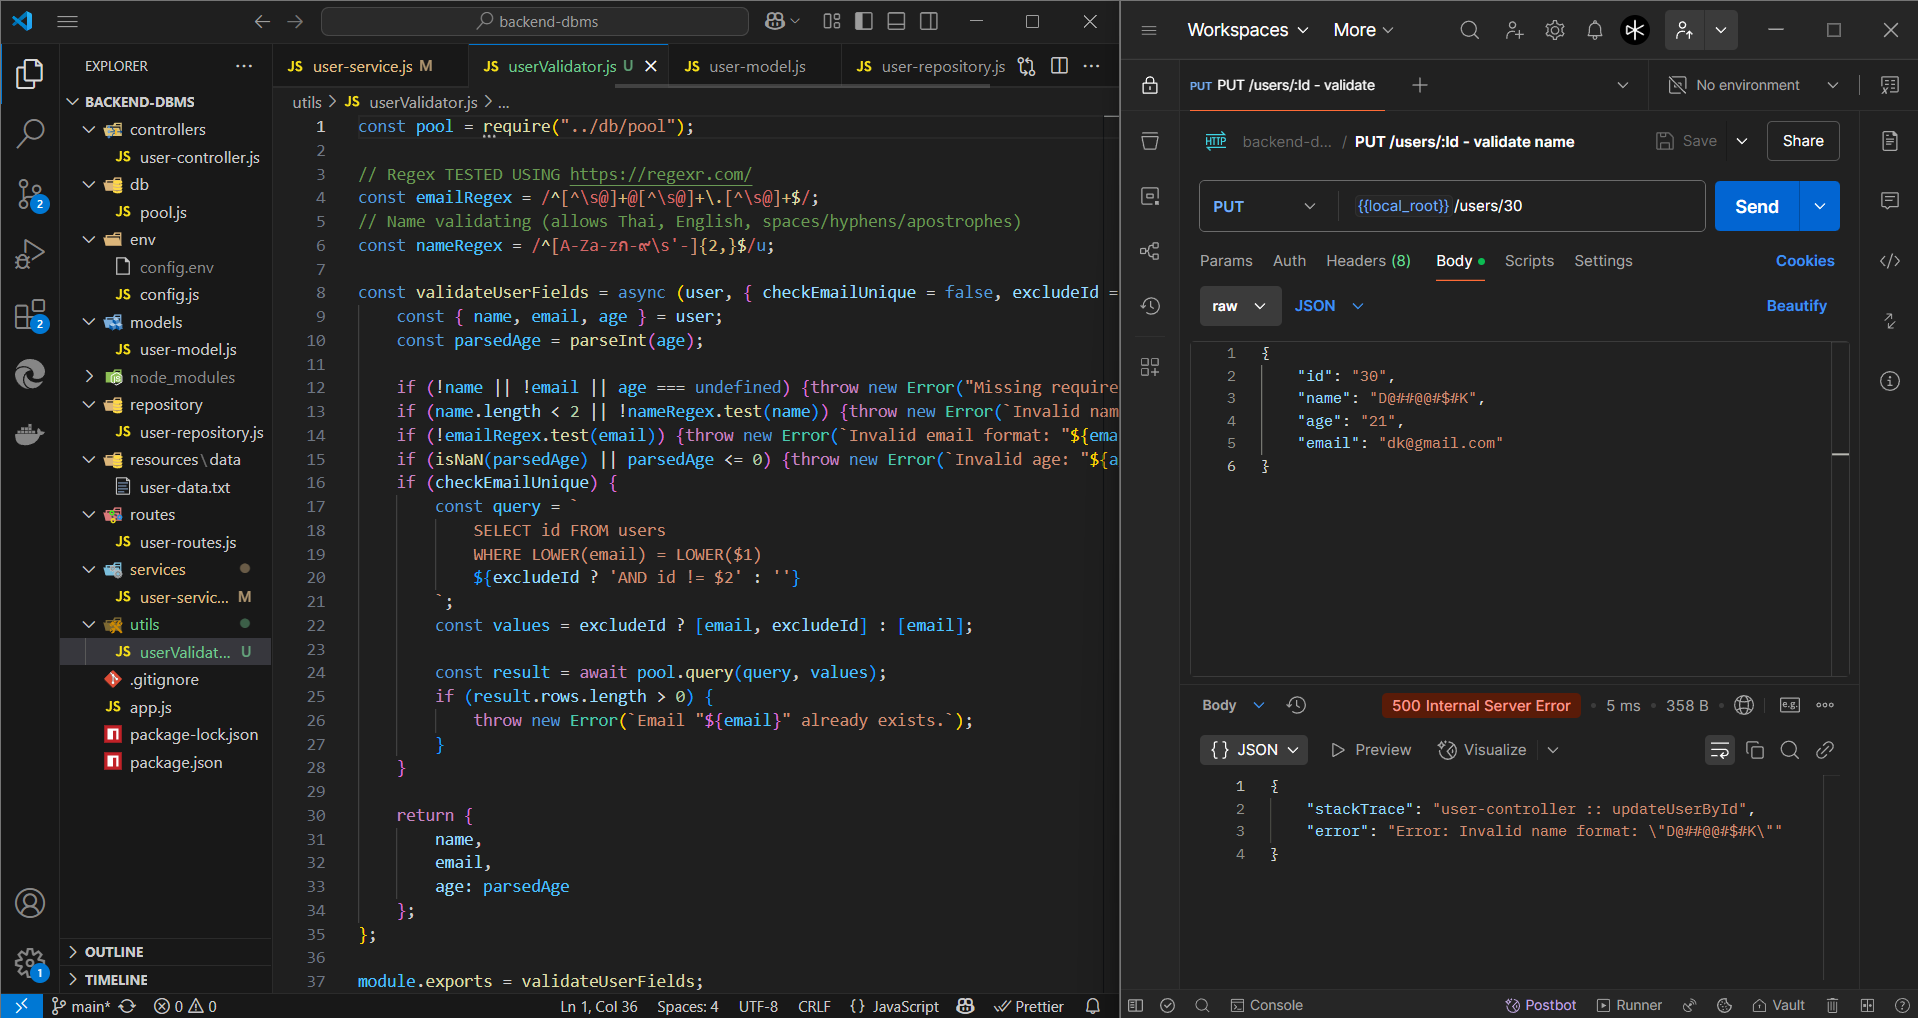 backend-dbms
Workspaces
More
EXPLORER
user-service.js M
userValidator.js U
user-model.js
user-repository.js
PUT PUT /users/:Id - validate
No environment
BACKEND-DBMS
utils > JS userValidator.js > ...
controllers
JS user-controller.js
db
JS pool.js
env
config.env
JS config.js
models
JS user-model.js
node_modules
repository
JS user-repository.js
resources\data
user-data.txt
routes
JS user-routes.js
services
JS user-servic... M
utils
JS userValidat... U
.gitignore
JS app.js
package-lock.json
package.json
OUTLINE
TIMELINE
2
2
1
1 const pool = require("../db/pool");
2
3 // Regex TESTED USING https://regexr.com/
4 const emailRegex = /^[^\s@]+@[^\s@]+\.[^\s@]+$/;
5 // Name validating (allows Thai, English, spaces/hyphens/apostrophes)
6 const nameRegex = /^[A-Za-zก-๙\s'-]{2,}$/u;
7
8 const validateUserFields = async (user, { checkEmailUnique = false, excludeId =
9 const { name, email, age } = user;
10 const parsedAge = parseInt(age);
11
12 if (!name || !email || age === undefined) {throw new Error("Missing require
13 if (name.length < 2 || !nameRegex.test(name)) {throw new Error(`Invalid nam
14 if (!emailRegex.test(email)) {throw new Error(`Invalid email format: "${ema
15 if (isNaN(parsedAge) || parsedAge <= 0) {throw new Error(`Invalid age: "${a
16 if (checkEmailUnique) {
17 const query = `
18 SELECT id FROM users
19 WHERE LOWER(email) = LOWER($1)
20 ${excludeId ? 'AND id != $2' : ''}
21 `;
22 const values = excludeId ? [email, excludeId] : [email];
23
24 const result = await pool.query(query, values);
25 if (result.rows.length > 0) {
26 throw new Error(`Email "${email}" already exists.`);
27 }
28 }
29
30 return {
31 name,
32 email,
33 age: parsedAge
34 };
35 };
36
37 module.exports = validateUserFields;
main*
0 0
Ln 1, Col 36
Spaces: 4
UTF-8
CRLF
{} JavaScript
Prettier
HTTP backend-d... / PUT /users/:Id - validate name
Save
Share
PUT
{{local_root}} /users/30
Send
Params
Auth
Headers (8)
Body
Scripts
Settings
Cookies
raw
JSON
Beautify
1 {
2 "id": "30",
3 "name": "D@##@@#$#K",
4 "age": "21",
5 "email": "dk@gmail.com"
6 }
Body
500 Internal Server Error
5 ms
358 B
e.g.
{} JSON
Preview
Visualize
1 {
2 "stackTrace": "user-controller :: updateUserById",
3 "error": "Error: Invalid name format: \"D@##@@#$#K\""
4 }
Console
Postbot
Runner
Vault